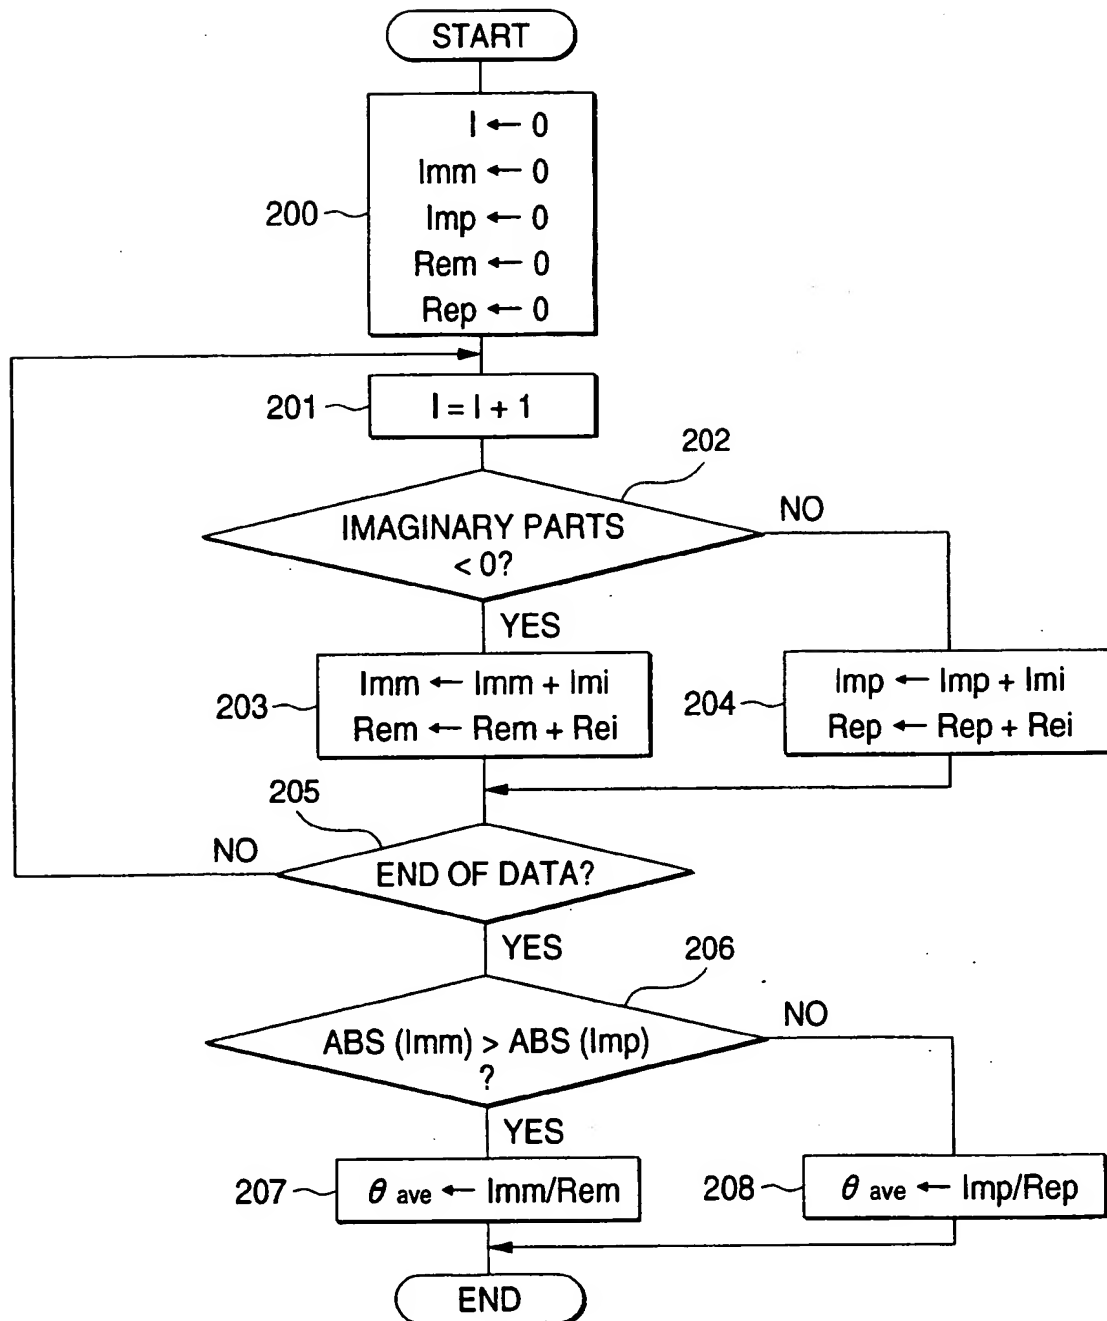 START
I ← 0
Imm ← 0
200
Imp ← 0
Rem ← 0
Rep ← 0
201
I = I + 1
202
IMAGINARY PARTS
< 0?
NO
YES
203
Imm ← Imm + Imi
Rem ← Rem + Rei
204
Imp ← Imp + Imi
Rep ← Rep + Rei
205
NO
END OF DATA?
YES
206
ABS (Imm) > ABS (Imp)
?
NO
YES
207
θ ave ← Imm/Rem
208
θ ave ← Imp/Rep
END